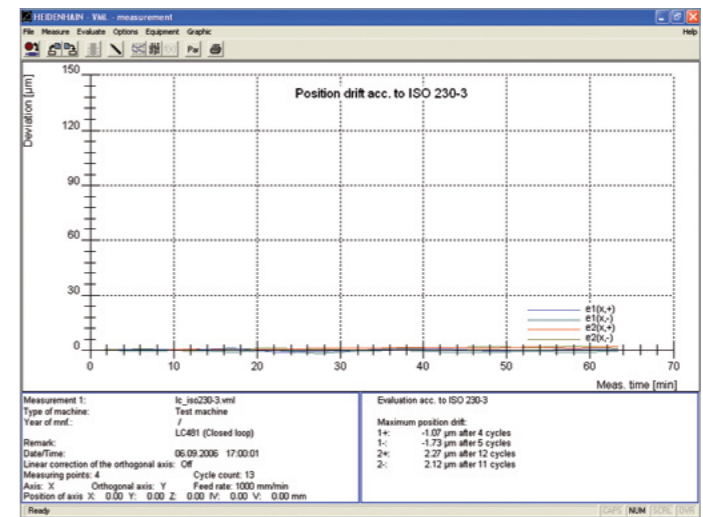 HEIDENHAIN - VML - measurement
File Measure Evaluate Options Equipment Graphic Help
Par
Deviation [µm]
150
120
90
60
30
0
Position drift acc. to ISO 230-3
e1(x,+)
e1(x,-)
e2(x,+)
e2(x,-)
0 10 20 30 40 50 60 70
Meas. time [min]
Measurement 1: lc_iso230-3.vml
Type of machine: Test machine
Year of mnf.: /
LC481 (Closed loop)
Remark:
Date/Time: 06.09.2006 17:00:01
Linear correction of the orthogonal axis: Off
Measuring points: 4 Cycle count: 13
Axis: X Orthogonal axis: Y Feed rate: 1000 mm/min
Position of axis X: 0.00 Y: 0.00 Z: 0.00 IV: 0.00 V: 0.00 mm
Evaluation acc. to ISO 230-3
Maximum position drift:
1+: -1.07 µm after 4 cycles
1-: -1.73 µm after 5 cycles
2+: 2.27 µm after 12 cycles
2-: 2.12 µm after 11 cycles
Ready CAPS NUM SCRL OVR